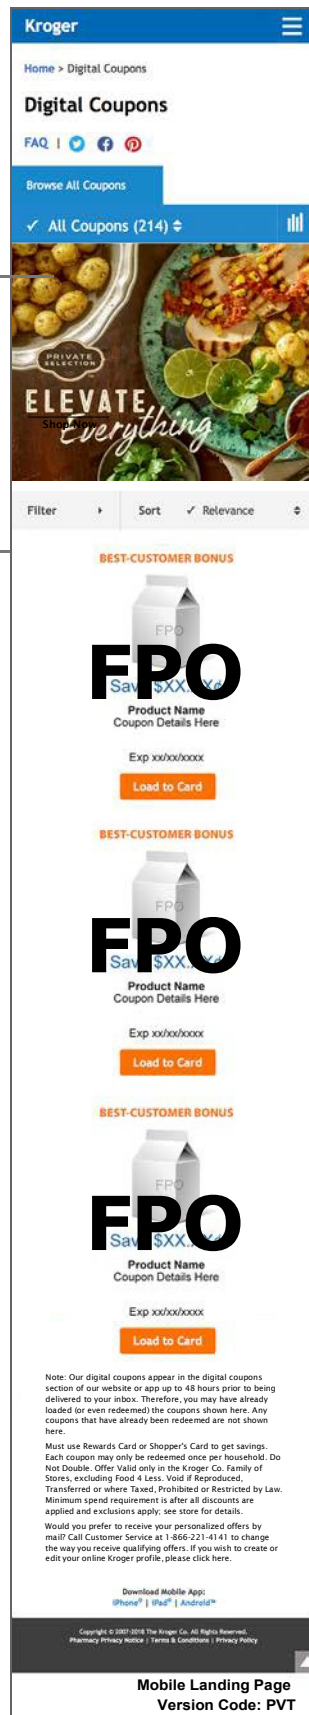 Kroger
Home > Digital Coupons
Digital Coupons
FAQ |
Browse All Coupons
✓ All Coupons (214)
PRIVATE
SELECTION
ELEVATE
Shop Now
Everything
Filter Sort ✓ Relevance
BEST-CUSTOMER BONUS
FPO
FPO
Save $XX.XX¢
Product Name
Coupon Details Here
Exp xx/xx/xxxx
Load to Card
BEST-CUSTOMER BONUS
FPO
FPO
Save $XX.XX¢
Product Name
Coupon Details Here
Exp xx/xx/xxxx
Load to Card
BEST-CUSTOMER BONUS
FPO
FPO
Save $XX.XX¢
Product Name
Coupon Details Here
Exp xx/xx/xxxx
Load to Card
Note: Our digital coupons appear in the digital coupons
section of our website or app up to 48 hours prior to being
delivered to your inbox. Therefore, you may have already
loaded (or even redeemed) the coupons shown here. Any
coupons that have already been redeemed are not shown
here.
Must use Rewards Card or Shopper's Card to get savings.
Each coupon may only be redeemed once per household. Do
Not Double. Offer Valid only in the Kroger Co. Family of
Stores, excluding Food 4 Less. Void if Reproduced,
Transferred or where Taxed, Prohibited or Restricted by Law.
Minimum spend requirement is after all discounts are
applied and exclusions apply; see store for details.
Would you prefer to receive your personalized offers by
mail? Call Customer Service at 1-866-221-4141 to change
the way you receive qualifying offers. If you wish to create or
edit your online Kroger profile, please click here.
Download Mobile App:
iPhone® | iPad® | Android™
Copyright © 2007-2018 The Kroger Co. All Rights Reserved.
Pharmacy Privacy Notice | Terms & Conditions | Privacy Policy
Mobile Landing Page
Version Code: PVT